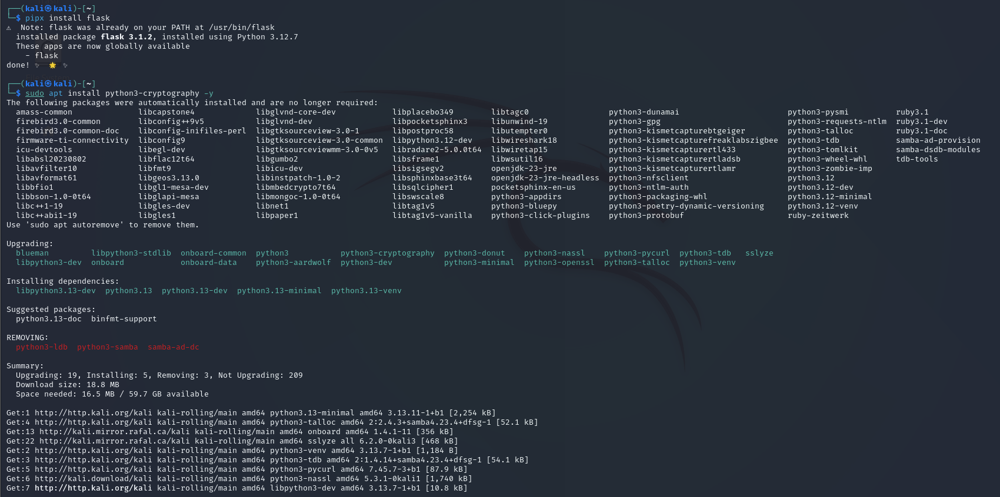 ┌──(kali㉿kali)-[~]
└─$ pipx install flask
⚠️  Note: flask was already on your PATH at /usr/bin/flask
  installed package flask 3.1.2, installed using Python 3.12.7
  These apps are now globally available
    - flask
done! ✨ 🌟 ✨
┌──(kali㉿kali)-[~]
└─$ sudo apt install python3-cryptography -y
The following packages were automatically installed and are no longer required:
  amass-common libcapstone4 libglvnd-core-dev libplacebo349 libtagc0 python3-dunamai python3-pysmi ruby3.1
  firebird3.0-common libconfig++9v5 libglvnd-dev libpocketsphinx3 libunwind-19 python3-gpg python3-requests-ntlm ruby3.1-dev
  firebird3.0-common-doc libconfig-inifiles-perl libgtksourceview-3.0-1 libpostproc58 libutempter0 python3-kismetcapturebtgeiger python3-talloc ruby3.1-doc
  firmware-ti-connectivity libconfig9 libgtksourceview-3.0-common libpython3.12-dev libwireshark18 python3-kismetcapturefreaklabszigbee python3-tdb samba-ad-provision
  icu-devtools libegl-dev libgtksourceviewmm-3.0-0v5 libradare2-5.0.0t64 libwiretap15 python3-kismetcapturertl433 python3-tomlkit samba-dsdb-modules
  libabsl20230802 libflac12t64 libgumbo2 libsframe1 libwsutil16 python3-kismetcapturertladsb python3-wheel-whl tdb-tools
  libavfilter10 libfmt9 libicu-dev libsigsegv2 openjdk-23-jre python3-kismetcapturertlamr python3-zombie-imp
  libavformat61 libgeos3.13.0 libinstpatch-1.0-2 libsphinxbase3t64 openjdk-23-jre-headless python3-nfsclient python3.12
  libbfio1 libgl1-mesa-dev libmbedcrypto7t64 libsqlcipher1 pocketsphinx-en-us python3-ntlm-auth python3.12-dev
  libbson-1.0-0t64 libglapi-mesa libmongoc-1.0-0t64 libswscale8 python3-appdirs python3-packaging-whl python3.12-minimal
  libc++1-19 libgles-dev libnet1 libtag1v5 python3-bluepy python3-poetry-dynamic-versioning python3.12-venv
  libc++abi1-19 libgles1 libpaper1 libtag1v5-vanilla python3-click-plugins python3-protobuf ruby-zeitwerk
Use 'sudo apt autoremove' to remove them.
Upgrading:
  blueman libpython3-stdlib onboard-common python3 python3-cryptography python3-donut python3-nassl python3-pycurl python3-tdb sslyze
  libpython3-dev onboard onboard-data python3-aardwolf python3-dev python3-minimal python3-openssl python3-talloc python3-venv
Installing dependencies:
  libpython3.13-dev python3.13 python3.13-dev python3.13-minimal python3.13-venv
Suggested packages:
  python3.13-doc binfmt-support
REMOVING:
  python3-ldb python3-samba samba-ad-dc
Summary:
  Upgrading: 19, Installing: 5, Removing: 3, Not Upgrading: 209
  Download size: 18.8 MB
  Space needed: 16.5 MB / 59.7 GB available
Get:1 http://http.kali.org/kali kali-rolling/main amd64 python3.13-minimal amd64 3.13.11-1+b1 [2,254 kB]
Get:4 http://http.kali.org/kali kali-rolling/main amd64 python3-talloc amd64 2:2.4.3+samba4.23.4+dfsg-1 [52.1 kB]
Get:13 http://kali.mirror.rafal.ca/kali kali-rolling/main amd64 onboard amd64 1.4.1-11 [356 kB]
Get:22 http://kali.mirror.rafal.ca/kali kali-rolling/main amd64 sslyze all 6.2.0-0kali3 [468 kB]
Get:2 http://http.kali.org/kali kali-rolling/main amd64 python3-venv amd64 3.13.7-1+b1 [1,184 B]
Get:3 http://http.kali.org/kali kali-rolling/main amd64 python3-tdb amd64 2:1.4.14+samba4.23.4+dfsg-1 [54.1 kB]
Get:5 http://http.kali.org/kali kali-rolling/main amd64 python3-pycurl amd64 7.45.7-3+b1 [87.9 kB]
Get:6 http://kali.download/kali kali-rolling/main amd64 python3-nassl amd64 5.3.1-0kali1 [1,740 kB]
Get:7 http://http.kali.org/kali kali-rolling/main amd64 libpython3-dev amd64 3.13.7-1+b1 [10.8 kB]